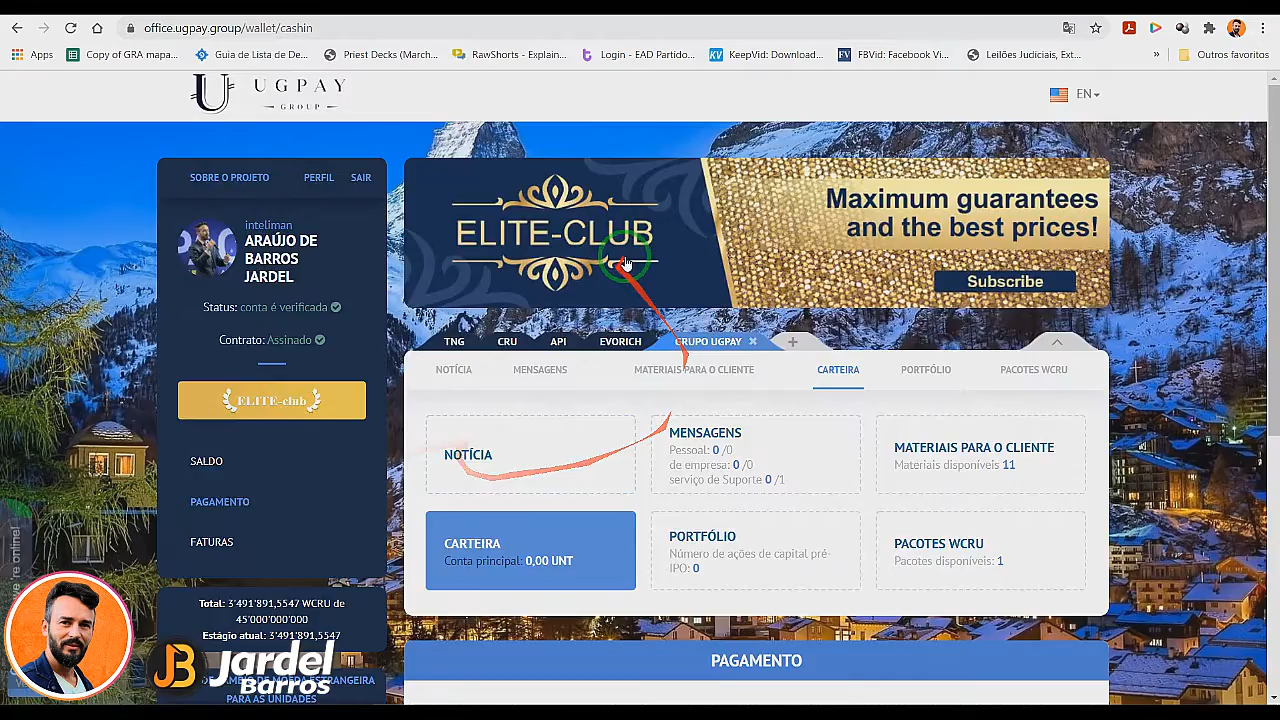 office.ugpay.group/wallet/cashin
Apps
Copy of GRA mapa...
Guia de Lista de De...
Priest Decks (March...
RawShorts - Explain...
Login - EAD Partido...
KeepVid: Download...
FBVid: Facebook Vi...
Leilões Judiciais, Ext...
»
Outros favoritos
UGPAY
GROUP
EN
SOBRE O PROJETO
PERFIL
SAIR
inteliman
ARAÚJO DE
BARROS
JARDEL
Status: conta é verificada
Contrato: Assinado
ELITE-club
SALDO
PAGAMENTO
FATURAS
Total: 3'491'891,5547 WCRU de
45'000'000'000
Estágio atual: 3'491'891,5547
DE CÂMBIO DE MOEDA ESTRANGEIRA
PARA AS UNIDADES
ELITE-CLUB
Maximum guarantees
and the best prices!
Subscribe
TNG
CRU
API
EVORICH
GRUPO UGPAY
NOTÍCIA
MENSAGENS
MATERIAIS PARA O CLIENTE
CARTEIRA
PORTFÓLIO
PACOTES WCRU
NOTÍCIA
MENSAGENS
Pessoal: 0 /0
de empresa: 0 /0
serviço de Suporte 0 /1
MATERIAIS PARA O CLIENTE
Materiais disponíveis 11
CARTEIRA
Conta principal: 0,00 UNT
PORTFÓLIO
Número de ações de capital pré-
IPO: 0
PACOTES WCRU
Pacotes disponíveis: 1
PAGAMENTO
're online!
JB
Jardel
Barros